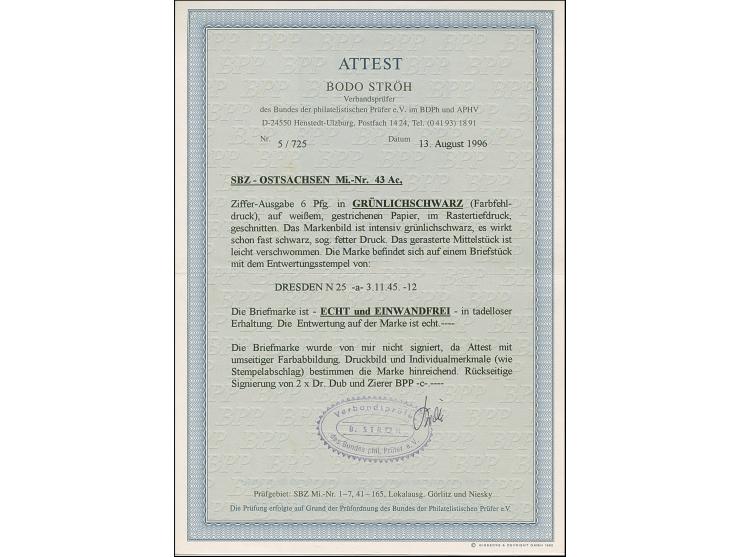 ATTEST
BODO STRÖH
Verbandsprüfer
des Bundes der philatelistischen Prüfer e.V. im BDPh und APHV
D-24550 Henstedt-Ulzburg, Postfach 14 24, Tel. (0 41 93) 18 91
Nr. 5 / 725 Datum 13. August 1996
SBZ - OSTSACHSEN Mi.-Nr. 43 Ac,
Ziffer-Ausgabe 6 Pfg. in GRÜNLICHSCHWARZ (Farbfehl-
druck), auf weißem, gestrichenen Papier, im Rastertiefdruck,
geschnitten. Das Markenbild ist intensiv grünlichschwarz, es wirkt
schon fast schwarz, sog. fetter Druck. Das gerasterte Mittelstück ist
leicht verschwommen. Die Marke befindet sich auf einem Briefstück
mit dem Entwertungsstempel von:
DRESDEN N 25 -a- 3.11.45. -12
Die Briefmarke ist - ECHT und EINWANDFREI - in tadelloser
Erhaltung. Die Entwertung auf der Marke ist echt.----
Die Briefmarke wurde von mir nicht signiert, da Attest mit
umseitiger Farbabbildung. Druckbild und Individualmerkmale (wie
Stempelabschlag) bestimmen die Marke hinreichend. Rückseitige
Signierung von 2 x Dr. Dub und Zierer BPP -c-.----
Verbandsprüfer
B. STRÖH
des Bundes phil. Prüfer e.V.
Prüfgebiet: SBZ Mi.-Nr. 1–7, 41–165, Lokalausg. Görlitz und Niesky
Die Prüfung erfolgte auf Grund der Prüfordnung des Bundes der Philatelistischen Prüfer e.V.